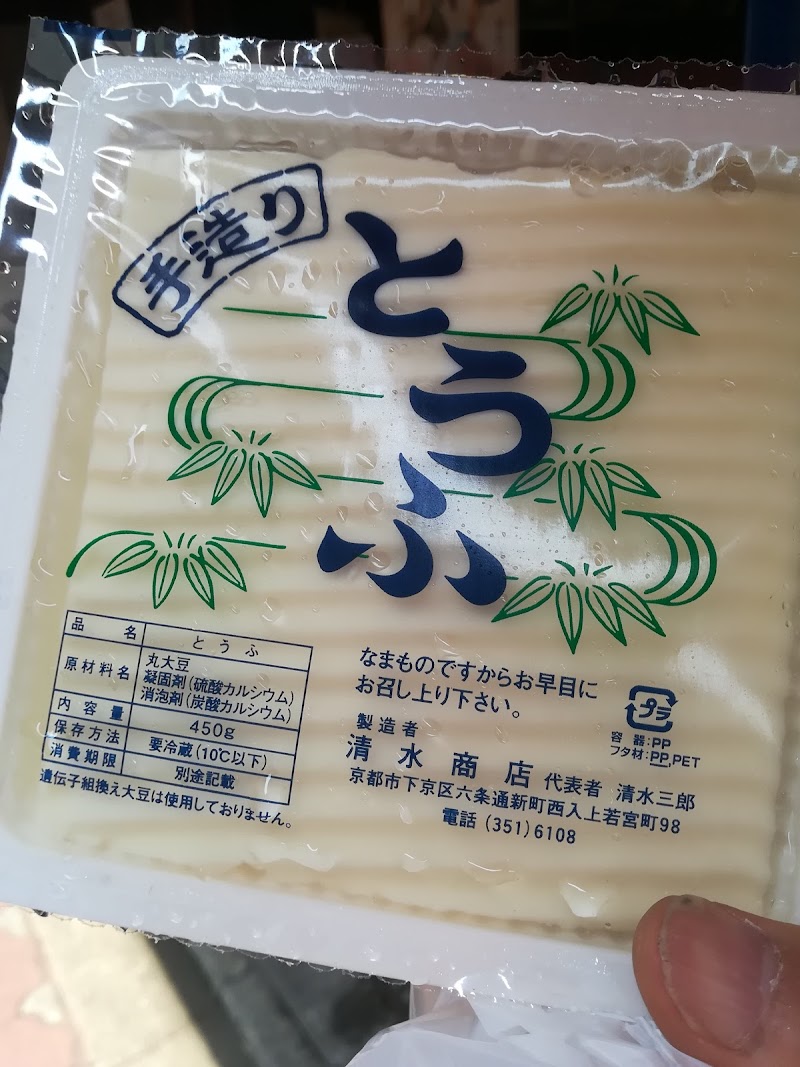 手造り
とうふ
品名 とうふ
原材料名 丸大豆
凝固剤(硫酸カルシウム)
消泡剤(炭酸カルシウム)
内容量 450g
保存方法 要冷蔵(10℃以下)
消費期限 別途記載
遺伝子組換え大豆は使用しておりません。
なまものですからお早目に
お召し上り下さい。
製造者
清水商店 代表者 清水三郎
京都市下京区六条通新町西入上若宮町98
電話(351)6108
プラ
容器:PP
フタ材:PP,PET